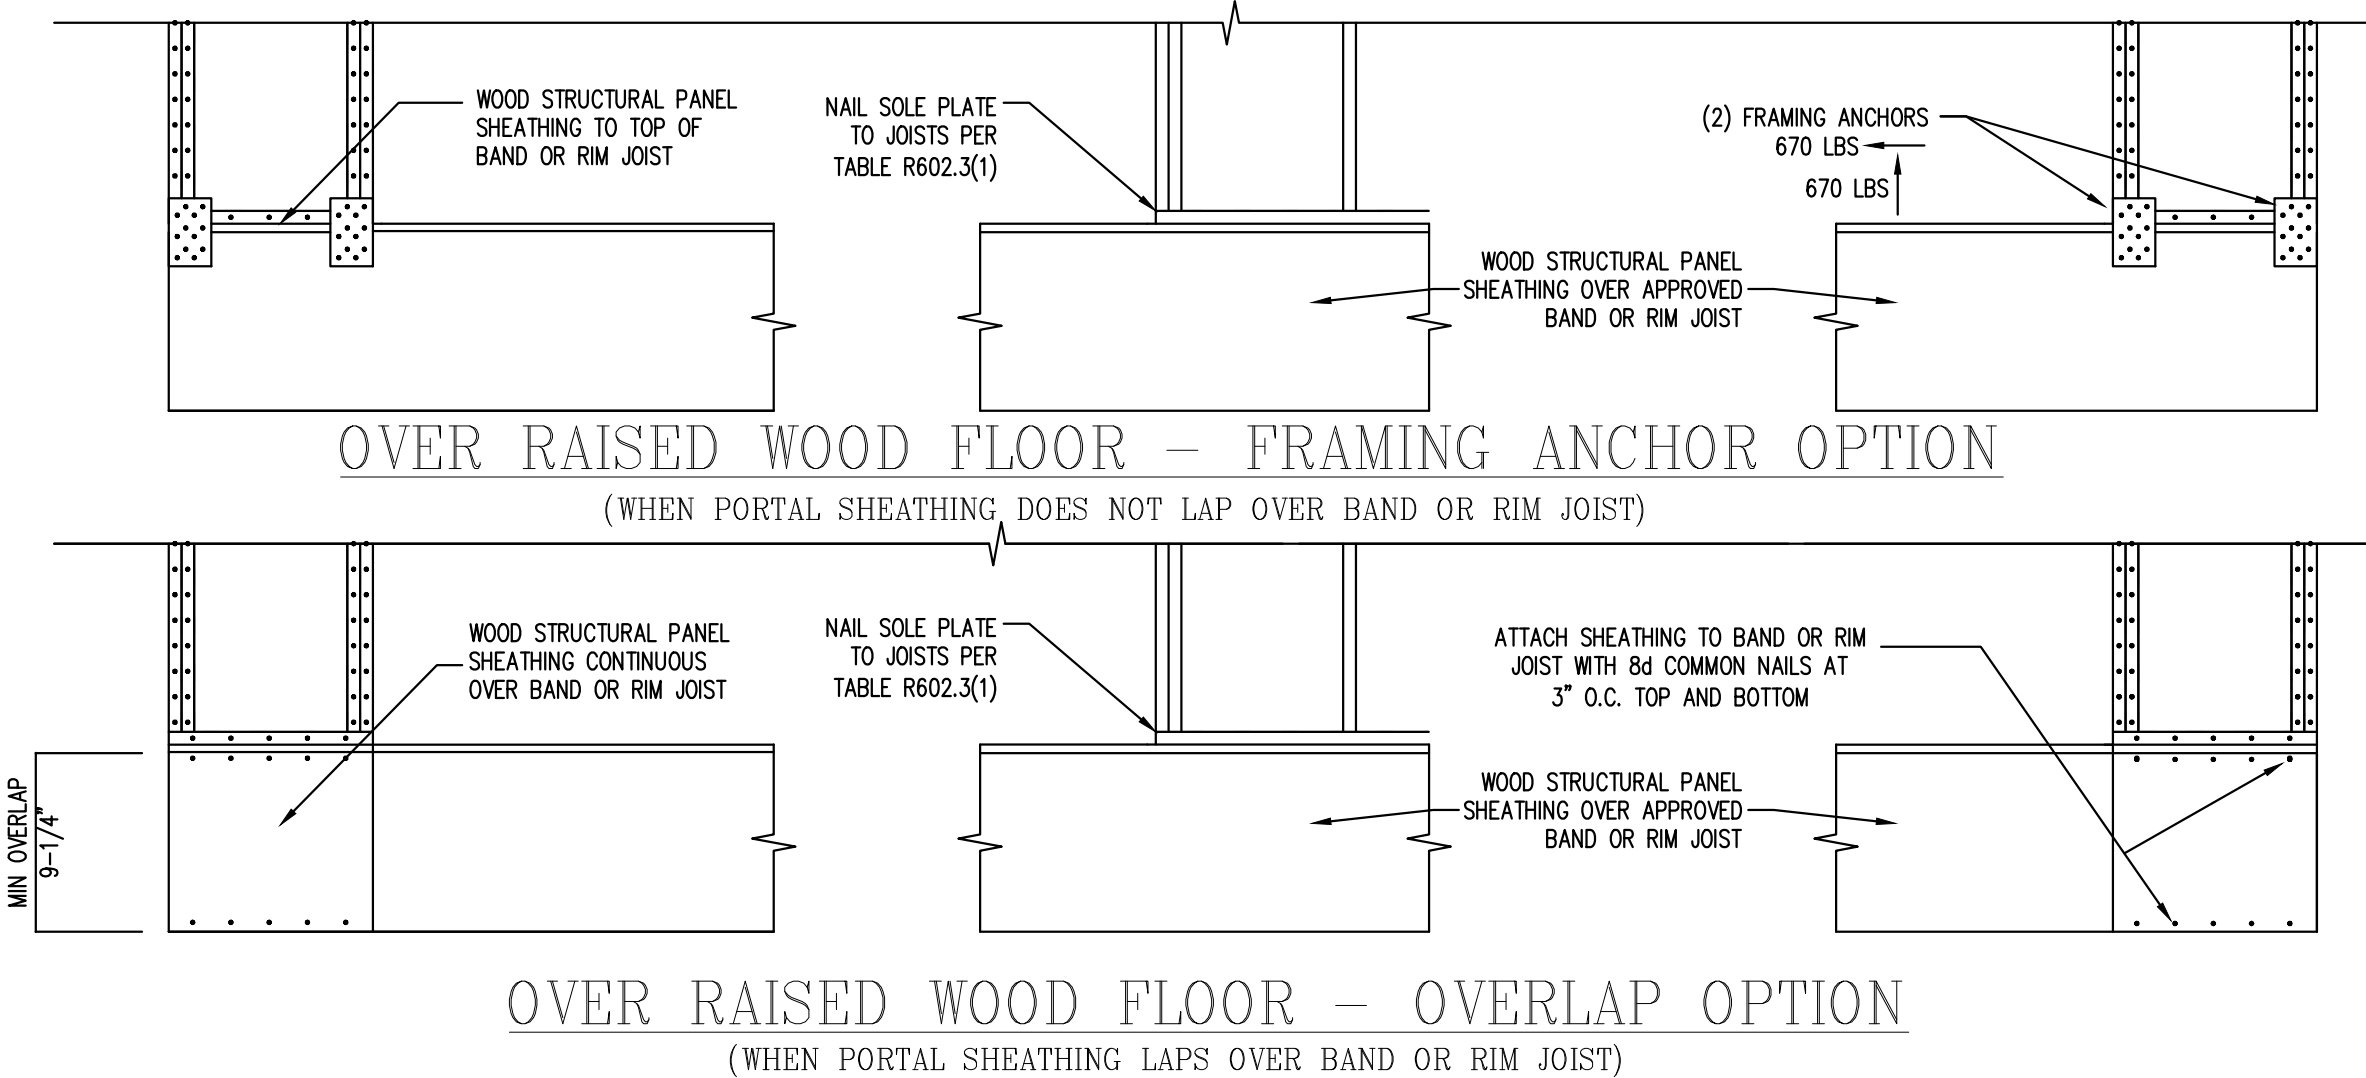 WOOD STRUCTURAL PANEL
SHEATHING TO TOP OF
BAND OR RIM JOIST
NAIL SOLE PLATE
TO JOISTS PER
TABLE R602.3(1)
(2) FRAMING ANCHORS
670 LBS
670 LBS
WOOD STRUCTURAL PANEL
SHEATHING OVER APPROVED
BAND OR RIM JOIST
OVER RAISED WOOD FLOOR - FRAMING ANCHOR OPTION
(WHEN PORTAL SHEATHING DOES NOT LAP OVER BAND OR RIM JOIST)
WOOD STRUCTURAL PANEL
SHEATHING CONTINUOUS
OVER BAND OR RIM JOIST
NAIL SOLE PLATE
TO JOISTS PER
TABLE R602.3(1)
ATTACH SHEATHING TO BAND OR RIM
JOIST WITH 8d COMMON NAILS AT
3" O.C. TOP AND BOTTOM
MIN OVERLAP
9-1/4"
WOOD STRUCTURAL PANEL
SHEATHING OVER APPROVED
BAND OR RIM JOIST
OVER RAISED WOOD FLOOR - OVERLAP OPTION
(WHEN PORTAL SHEATHING LAPS OVER BAND OR RIM JOIST)